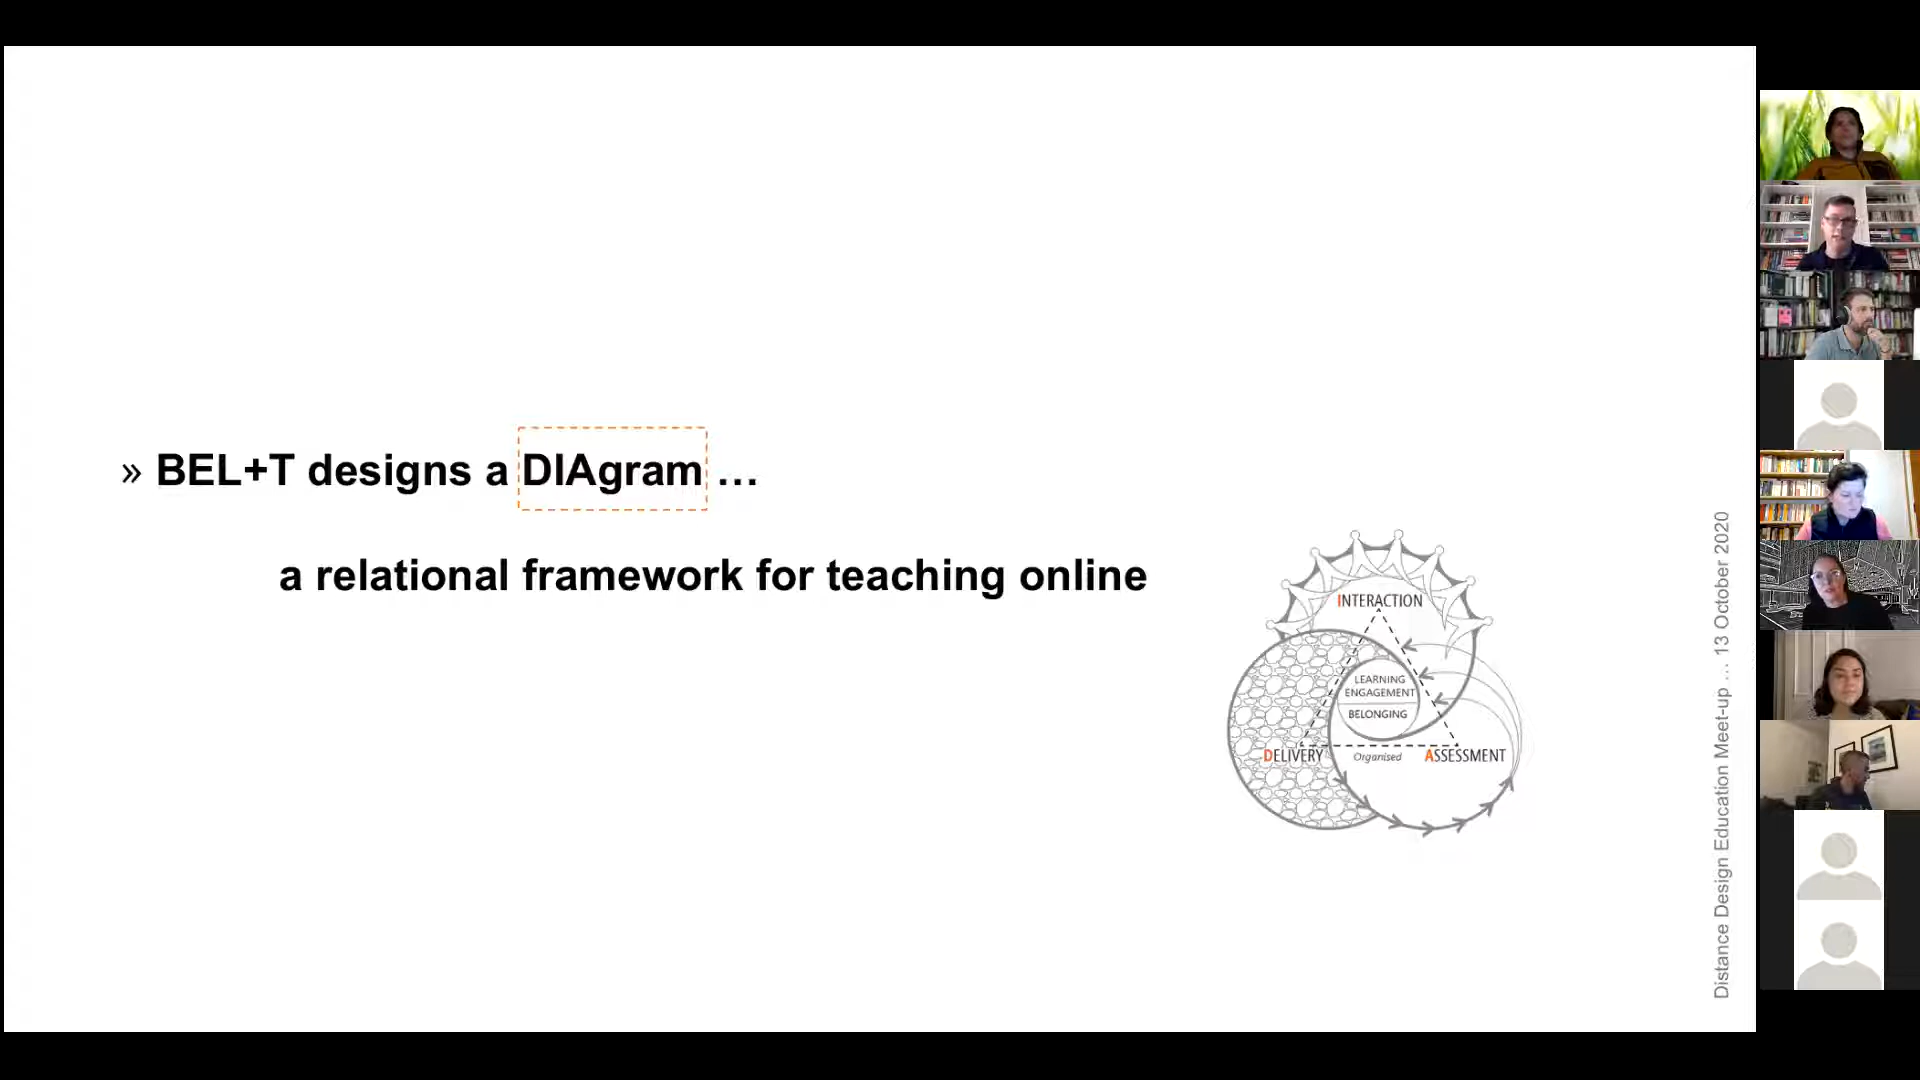 » BEL+T designs a DIAgram ...
a relational framework for teaching online
INTERACTION
LEARNING
ENGAGEMENT
BELONGING
DELIVERY
Organised
ASSESSMENT
Distance Design Education Meet-up ... 13 October 2020